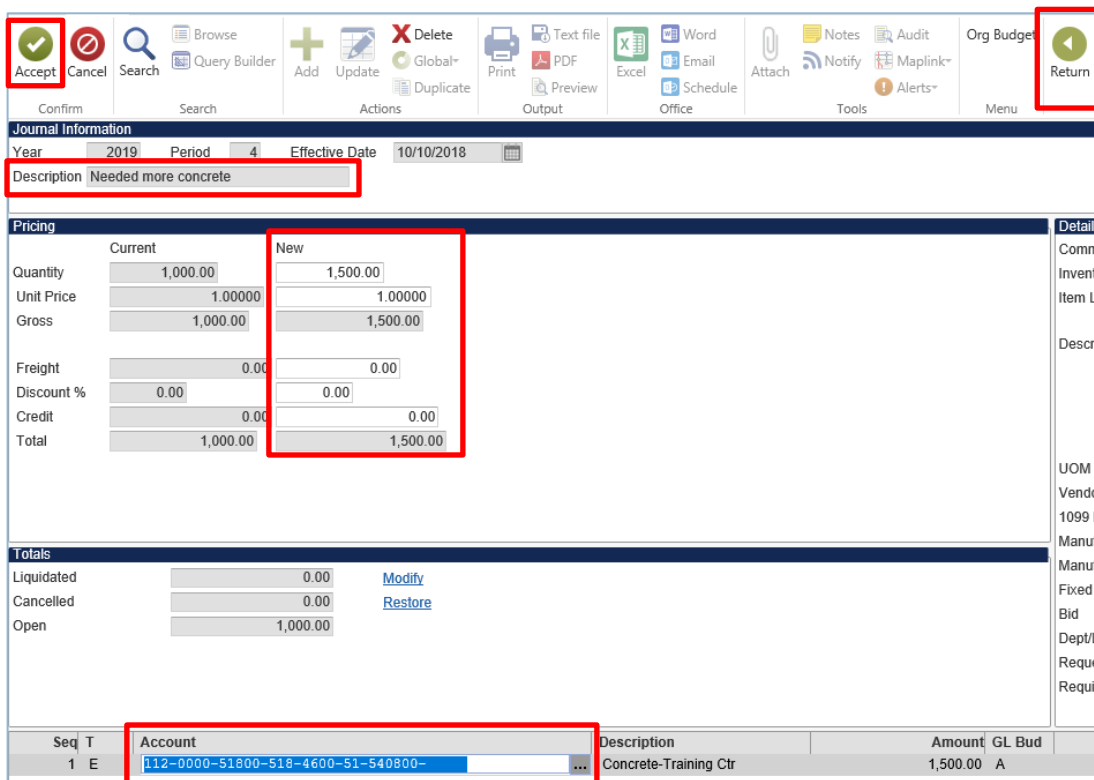 Accept Cancel Search Browse Query Builder Add Update Delete Global Duplicate Print Text file PDF Preview Excel Word Email Schedule Attach Notes Notify Audit Maplink Alerts Org Budget Return
Confirm Search Actions Output Office Tools Menu
Journal Information
Year 2019 Period 4 Effective Date 10/10/2018
Description Needed more concrete
Pricing Detail
Current New
Quantity 1,000.00 1,500.00
Unit Price 1.00000 1.00000
Gross 1,000.00 1,500.00
Freight 0.00 0.00
Discount % 0.00 0.00
Credit 0.00 0.00
Total 1,000.00 1,500.00
UOM
1099
Totals
Liquidated 0.00 Modify
Cancelled 0.00 Restore
Open 1,000.00
Fixed
Bid
Seq T Account Description Amount GL Bud
1 E 112-0000-51800-518-4600-51-540800- ... Concrete-Training Ctr 1,500.00 A